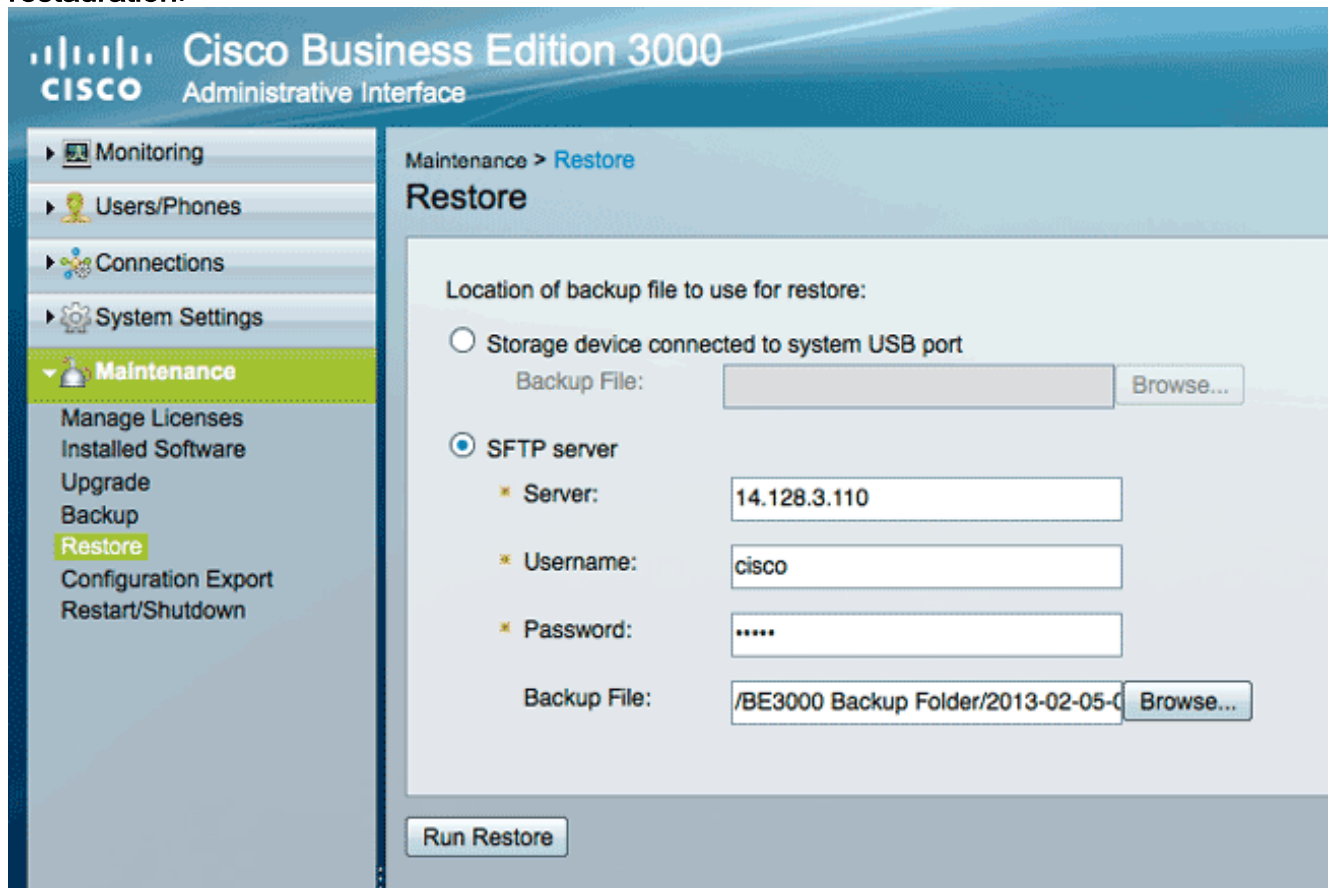 restauration>
CISCO
Cisco Business Edition 3000
Administrative Interface
Monitoring
Users/Phones
Connections
System Settings
Maintenance
Manage Licenses
Installed Software
Upgrade
Backup
Restore
Configuration Export
Restart/Shutdown
Maintenance > Restore
Restore
Location of backup file to use for restore:
Storage device connected to system USB port
Backup File:
Browse...
SFTP server
* Server:
14.128.3.110
* Username:
cisco
* Password:
•••••
Backup File:
/BE3000 Backup Folder/2013-02-05-
Browse...
Run Restore